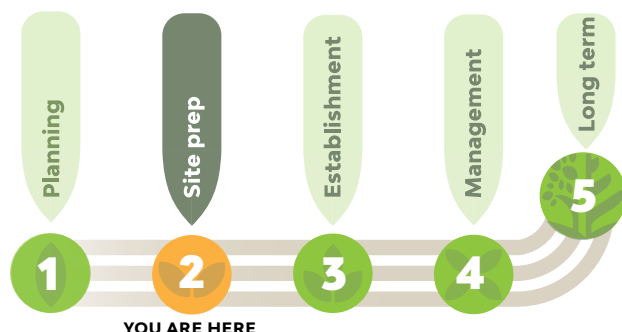 Planning
Site prep
Establishment
Management
Long term
1
2
3
4
5
YOU ARE HERE